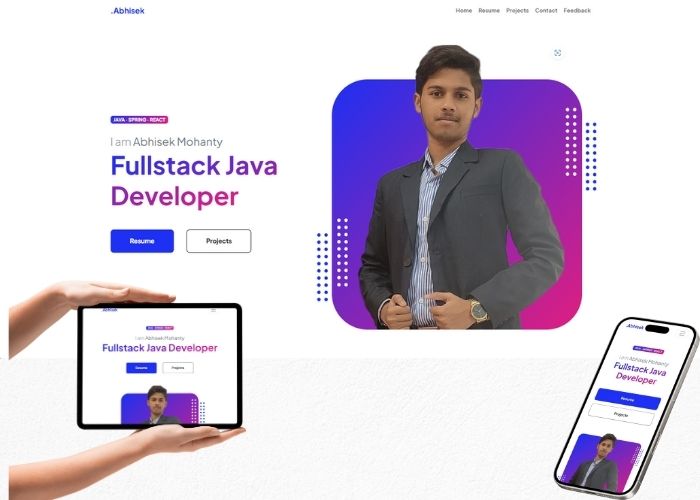 .Abhisek
Home Resume Projects Contact Feedback
JAVA · SPRING · REACT
I am Abhisek Mohanty
Fullstack Java
Developer
Resume Projects
.Abhisek
JAVA · SPRING · REACT
I am Abhisek Mohanty
Fullstack Java Developer
Resume Projects
.Abhisek
JAVA · SPRING · REACT
I am Abhisek Mohanty
Fullstack Java
Developer
Resume
Projects